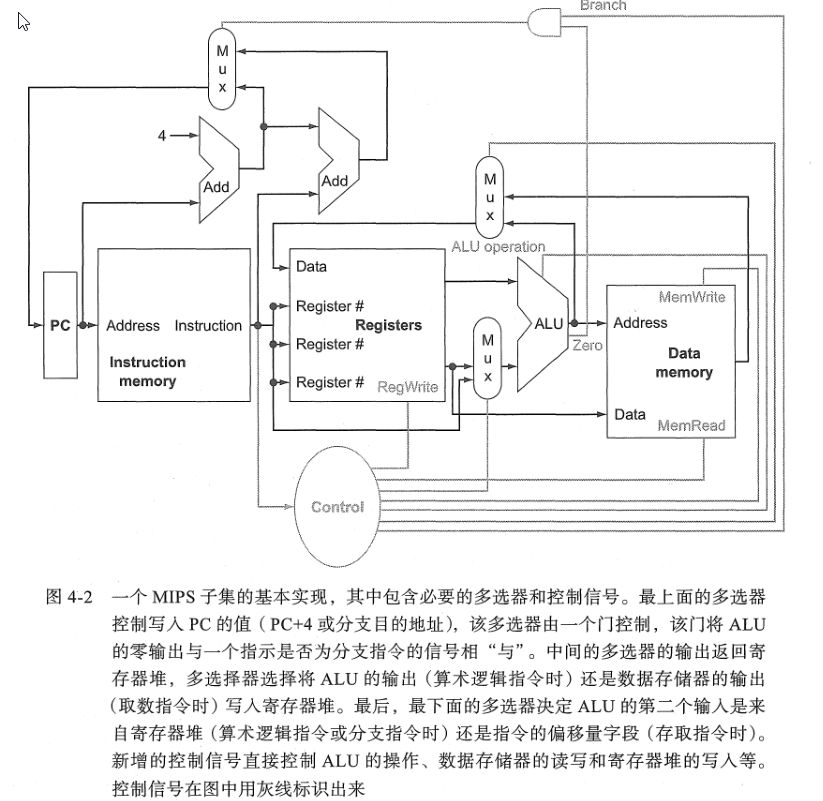 Branch
Mux
4
Add
Add
Mux
ALU operation
Data
Register #
Registers
Register #
Register #
RegWrite
PC
Address
Instruction
Instruction
memory
Mux
ALU
Zero
MemWrite
Address
Data
memory
Data
MemRead
Control
图 4-2 一个 MIPS 子集的基本实现，其中包含必要的多选器和控制信号。最上面的多选器
控制写入 PC 的值（PC+4 或分支目的地址），该多选器由一个门控制，该门将 ALU
的零输出与一个指示是否为分支指令的信号相“与”。中间的多选器的输出返回寄
存器堆，多选择器选择将 ALU 的输出（算术逻辑指令时）还是数据存储器的输出
（取数指令时）写入寄存器堆。最后，最下面的多选器决定 ALU 的第二个输入是来
自寄存器堆（算术逻辑指令或分支指令时）还是指令的偏移量字段（存取指令时）。
新增的控制信号直接控制 ALU 的操作、数据存储器的读写和寄存器堆的写入等。
控制信号在图中用灰线标识出来